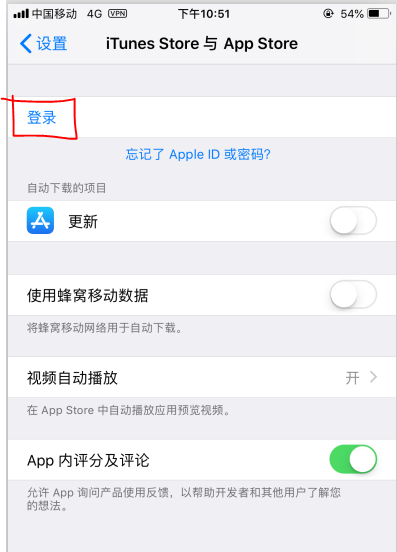 中国移动 4G VPN 下午10:51 54%
设置 iTunes Store 与 App Store
登录
忘记了 Apple ID 或密码?
自动下载的项目
更新
使用蜂窝移动数据
将蜂窝移动网络用于自动下载。
视频自动播放 开
在 App Store 中自动播放应用预览视频。
App 内评分及评论
允许 App 询问产品使用反馈，以帮助开发者和其他用户了解您
的想法。